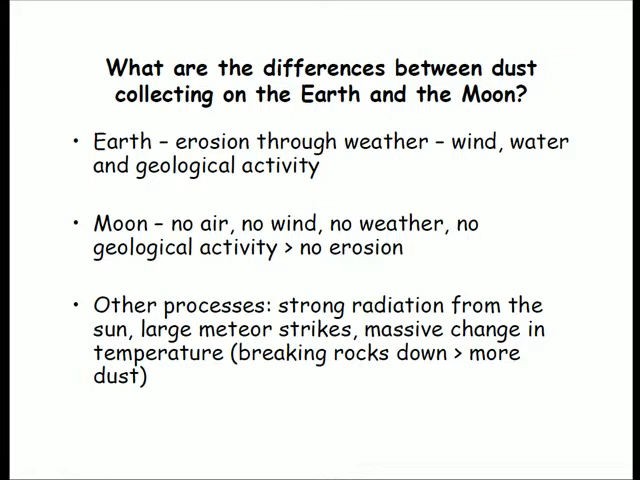 What are the differences between dust
collecting on the Earth and the Moon?
• Earth – erosion through weather – wind, water
and geological activity
• Moon – no air, no wind, no weather, no
geological activity > no erosion
• Other processes: strong radiation from the
sun, large meteor strikes, massive change in
temperature (breaking rocks down > more
dust)